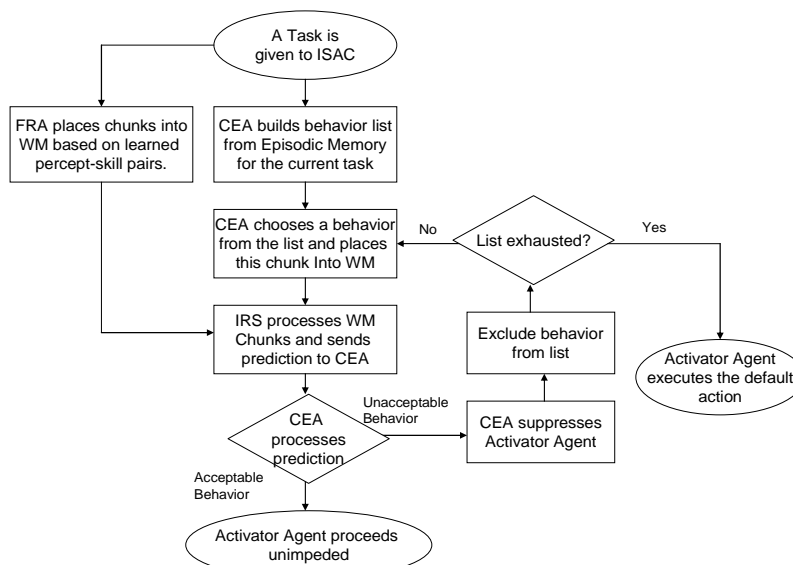 A Task is
given to ISAC
FRA places chunks into
WM based on learned
percept-skill pairs.
CEA builds behavior list
from Episodic Memory
for the current task
CEA chooses a behavior
from the list and places
this chunk Into WM
No
List exhausted?
Yes
IRS processes WM
Chunks and sends
prediction to CEA
Exclude behavior
from list
Activator Agent
executes the default
action
CEA
processes
prediction
Unacceptable
Behavior
CEA suppresses
Activator Agent
Acceptable
Behavior
Activator Agent proceeds
unimpeded